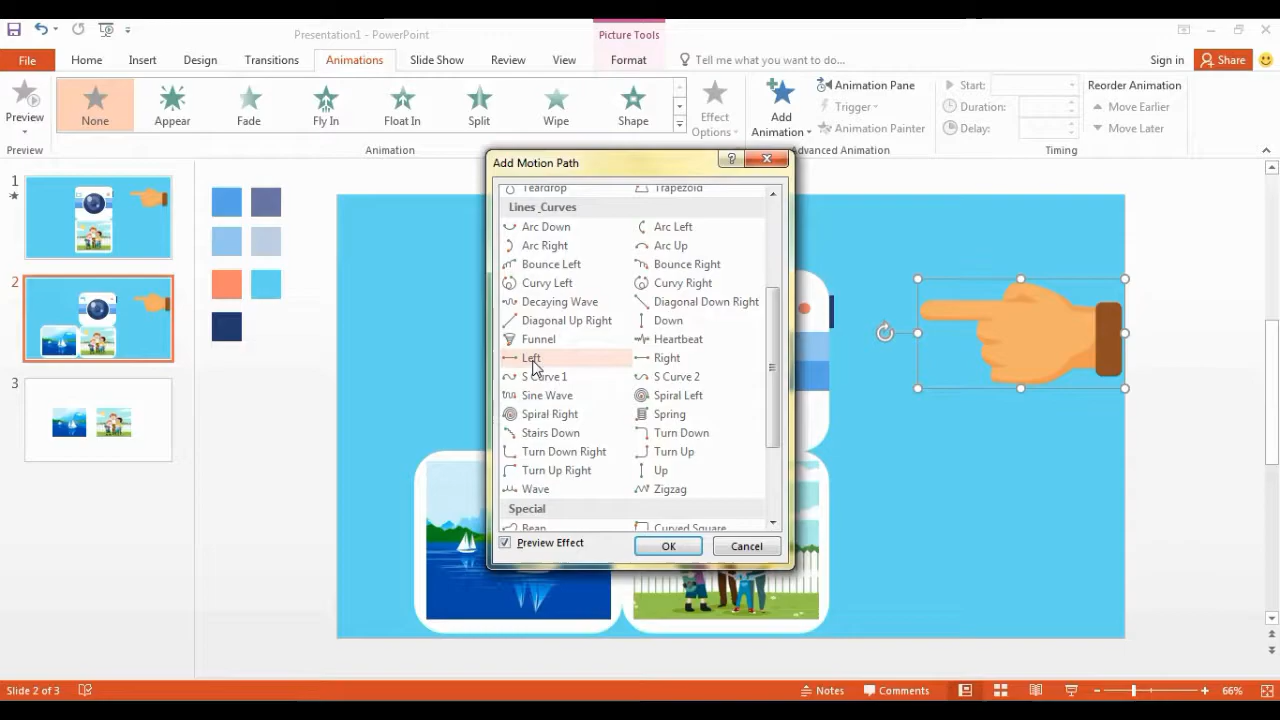 Presentation1 - PowerPoint
Picture Tools
File Home Insert Design Transitions Animations Slide Show Review View Format Tell me what you want to do... Sign in Share
Preview
None Appear Fade Fly In Float In Split Wipe Shape
Effect Options
Add Animation
Animation Pane
Trigger
Animation Painter
Start:
Duration:
Delay:
Reorder Animation
Move Earlier
Move Later
Preview Animation Advanced Animation Timing
1
2
3
Add Motion Path
Teardrop Trapezoid
Lines_Curves
Arc Down Arc Left
Arc Right Arc Up
Bounce Left Bounce Right
Curvy Left Curvy Right
Decaying Wave Diagonal Down Right
Diagonal Up Right Down
Funnel Heartbeat
Left Right
S Curve 1 S Curve 2
Sine Wave Spiral Left
Spiral Right Spring
Stairs Down Turn Down
Turn Down Right Turn Up
Turn Up Right Up
Wave Zigzag
Special
Bean Curved Square
Preview Effect OK Cancel
Slide 2 of 3 Notes Comments 66%